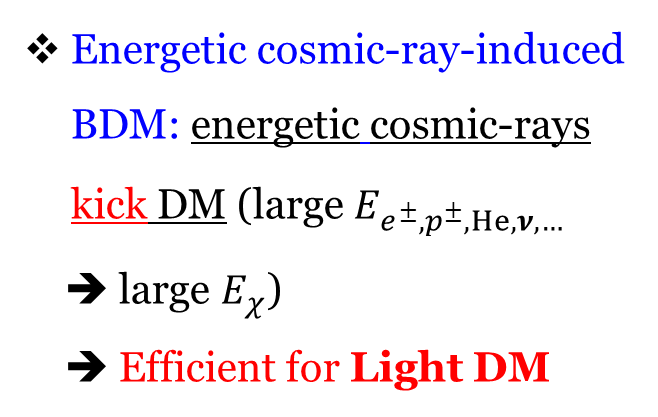 ❖ Energetic cosmic-ray-induced
BDM: energetic cosmic-rays
kick DM (large E_{e^±,p^±,He,ν,…}
➔ large E_χ)
➔ Efficient for Light DM